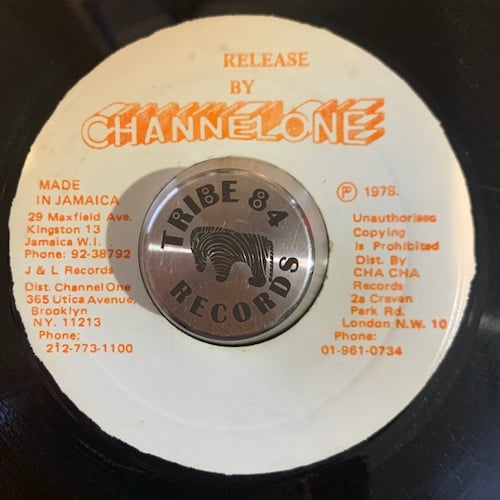 RELEASE
BY
CHANNEL ONE
MADE
IN JAMAICA
29 Maxfield Ave.
Kingston 13
Jamaica W.I.
Phone: 92-38792
J & L Records
Dist. Channel One
365 Utica Avenue,
Brooklyn
NY. 11213
Phone;
212-773-1100
TRIBE 84
RECORDS
Ⓟ 1978.
Unauthorised
Copying
is Prohibited
Dist. By
CHA CHA
Records
2a Craven
Park Rd.
London N.W. 10
Phone:
01-961-0734